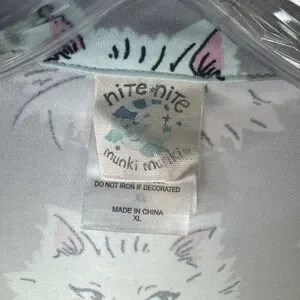 niTe•niTe
munki munki
DO NOT IRON IF DECORATED
MADE IN CHINA
XL